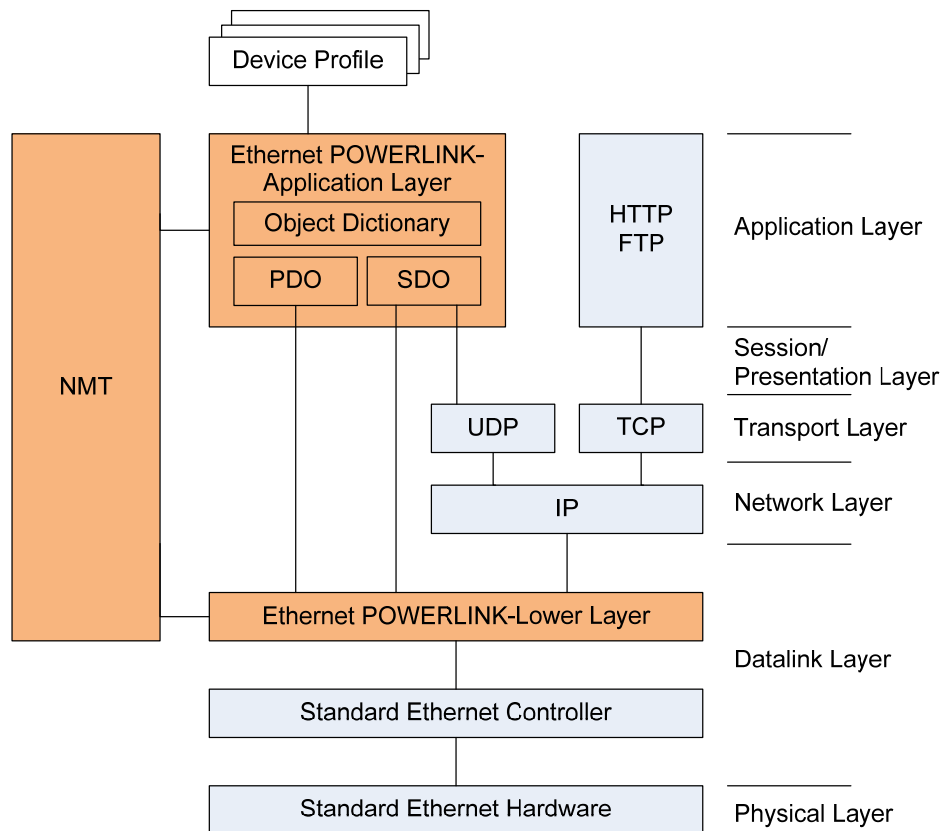 Device Profile
Ethernet POWERLINK-
Application Layer
Object Dictionary
PDO
SDO
HTTP
FTP
Application Layer
Session/
Presentation Layer
NMT
UDP
TCP
Transport Layer
IP
Network Layer
Ethernet POWERLINK-Lower Layer
Datalink Layer
Standard Ethernet Controller
Standard Ethernet Hardware
Physical Layer